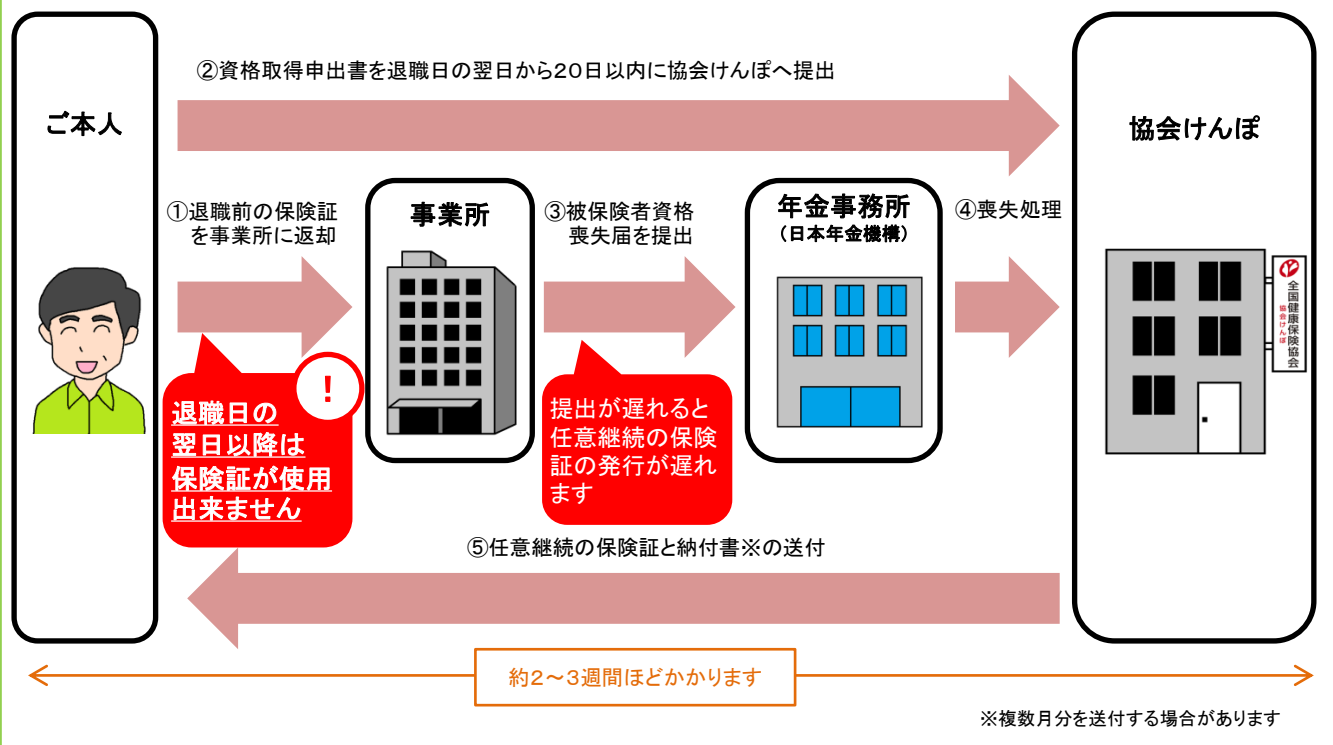 ②資格取得申出書を退職日の翌日から20日以内に協会けんぽへ提出
ご本人
協会けんぽ
①退職前の保険証
を事業所に返却
事業所
③被保険者資格
喪失届を提出
年金事務所
(日本年金機構)
④喪失処理
全国健康保険協会
協会けんぽ
!
退職日の
翌日以降は
保険証が使用
出来ません
提出が遅れると
任意継続の保険
証の発行が遅れ
ます
⑤任意継続の保険証と納付書※の送付
約2～3週間ほどかかります
※複数月分を送付する場合があります